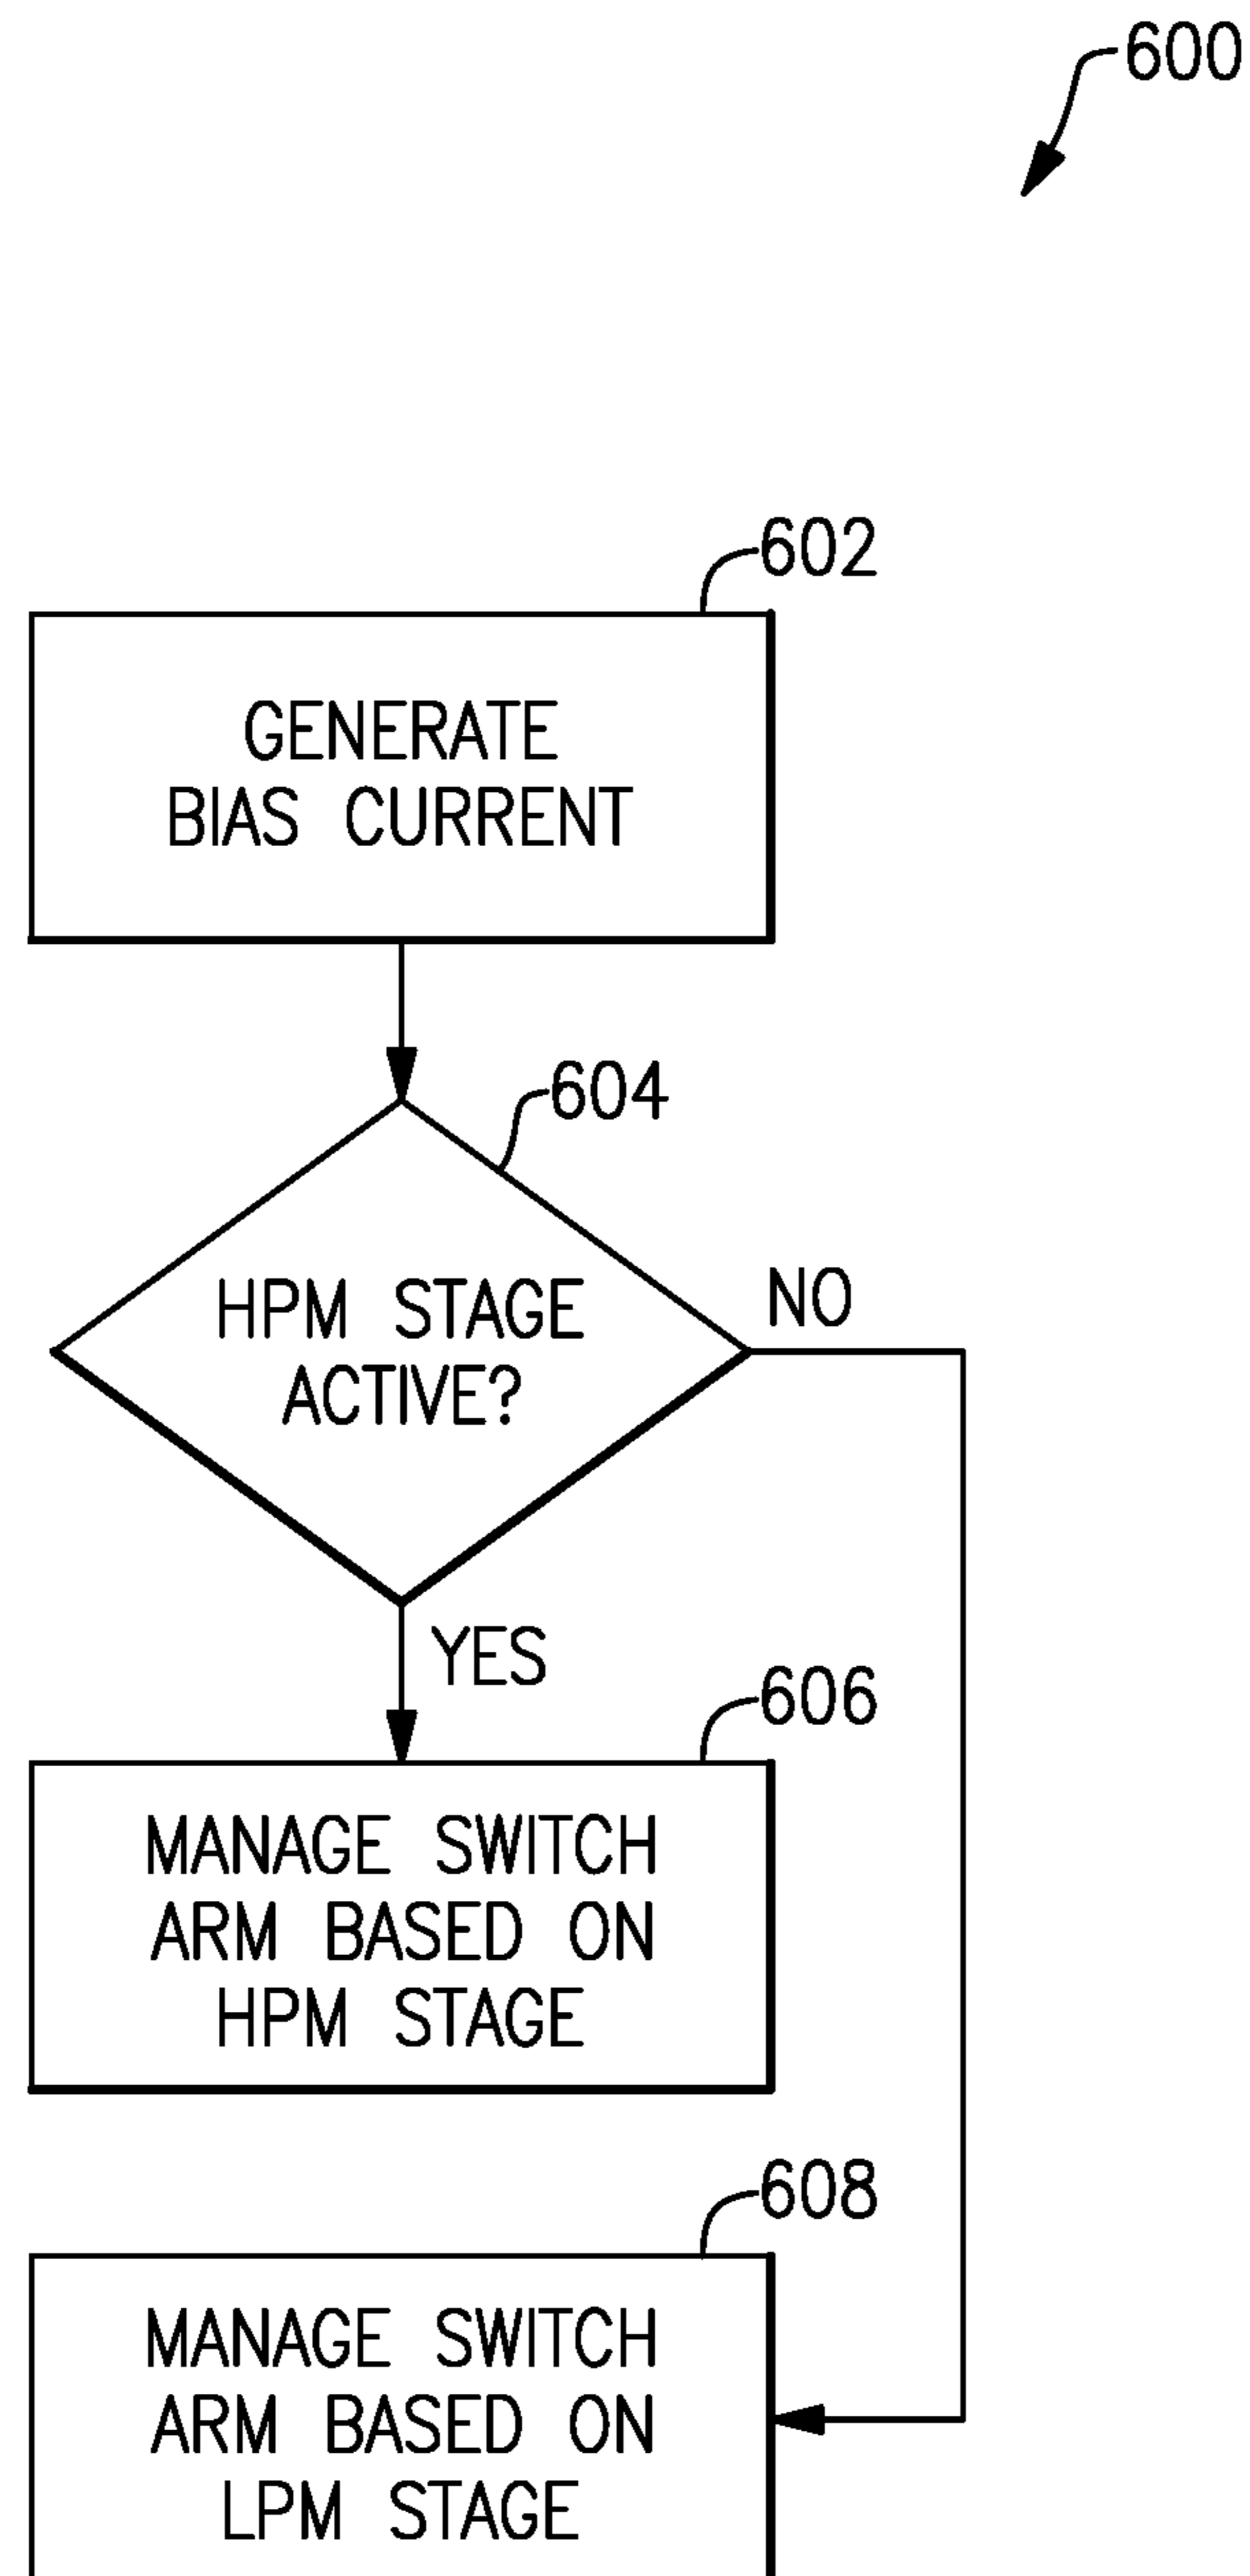 600
602
GENERATE
BIAS CURRENT
604
HPM STAGE
ACTIVE?
NO
YES
606
MANAGE SWITCH
ARM BASED ON
HPM STAGE
608
MANAGE SWITCH
ARM BASED ON
LPM STAGE